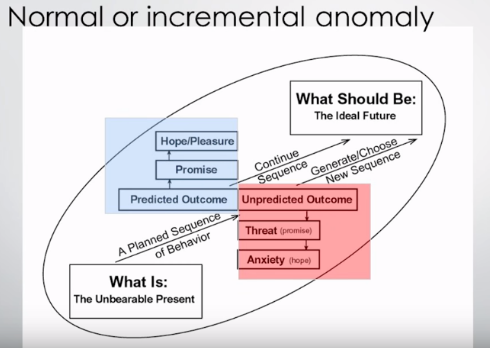 Normal or incremental anomaly
What Should Be:
The Ideal Future
Hope/Pleasure
Promise
Predicted Outcome
Continue
Sequence
Generate/Choose
New Sequence
Unpredicted Outcome
Threat (promise)
Anxiety (hope)
A Planned Sequence
of Behavior
What Is:
The Unbearable Present